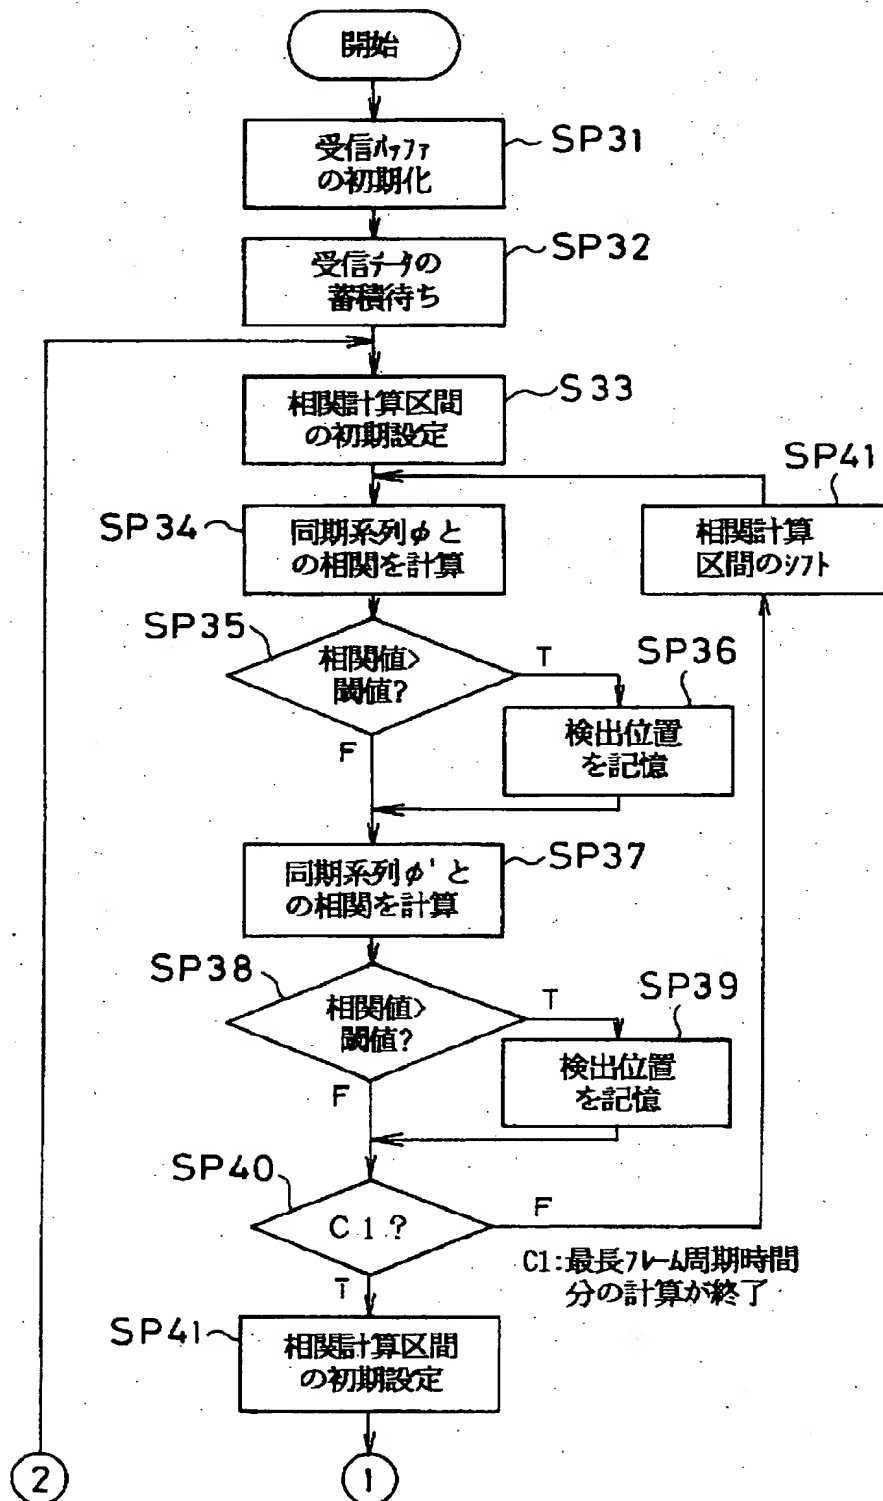 開始
受信バッファ
の初期化
SP31
受信データの
蓄積待ち
SP32
相関計算区間
の初期設定
S33
SP41
相関計算
区間のシフト
SP34
同期系列φと
の相関を計算
SP35
相関値>
閾値?
T
F
SP36
検出位置
を記憶
同期系列φ'と
の相関を計算
SP37
SP38
相関値>
閾値?
T
F
SP39
検出位置
を記憶
SP40
C1?
F
T
C1:最長フレーム周期時間
分の計算が終了
SP41
相関計算区間
の初期設定
2
1